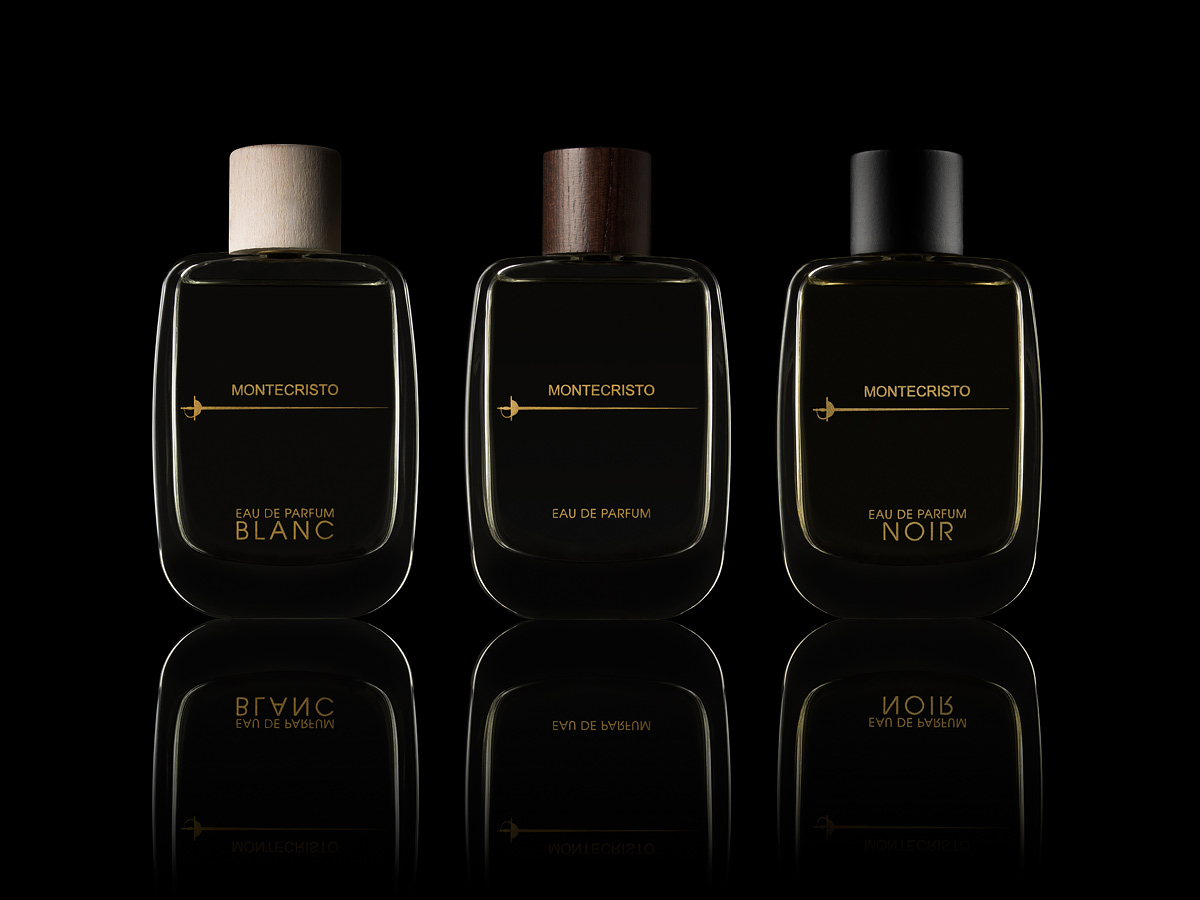 MONTECRISTO
EAU DE PARFUM
BLANC
MONTECRISTO
EAU DE PARFUM
MONTECRISTO
EAU DE PARFUM
NOIR